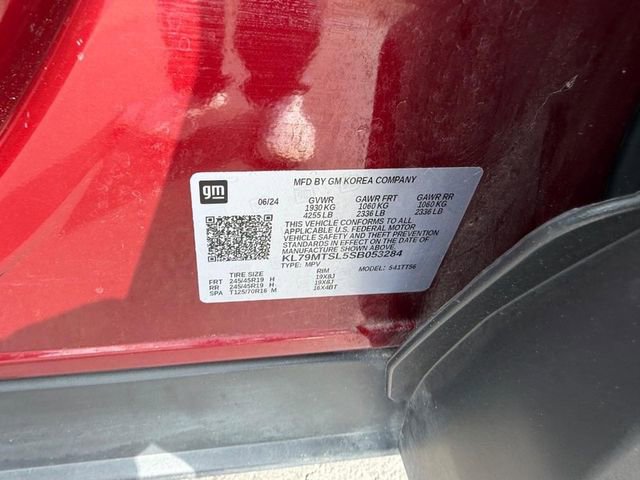 MFD BY GM KOREA COMPANY
gm
06/24 GVWR GAWR FRT GAWR RR
1930 KG 1060 KG 1060 KG
4255 LB 2336 LB 2336 LB
THIS VEHICLE CONFORMS TO ALL
APPLICABLE U.S. FEDERAL MOTOR
VEHICLE SAFETY AND THEFT PREVENTION
STANDARDS IN EFFECT ON THE DATE OF
MANUFACTURE SHOWN ABOVE.
KL79MTSL5SB053284
TYPE: MPV MODEL: 541TTS6
TIRE SIZE RIM
FRT 245/45R19 H 19X8J
RR 245/45R19 H 19X8J
SPA T125/70R16 M 16X4BT